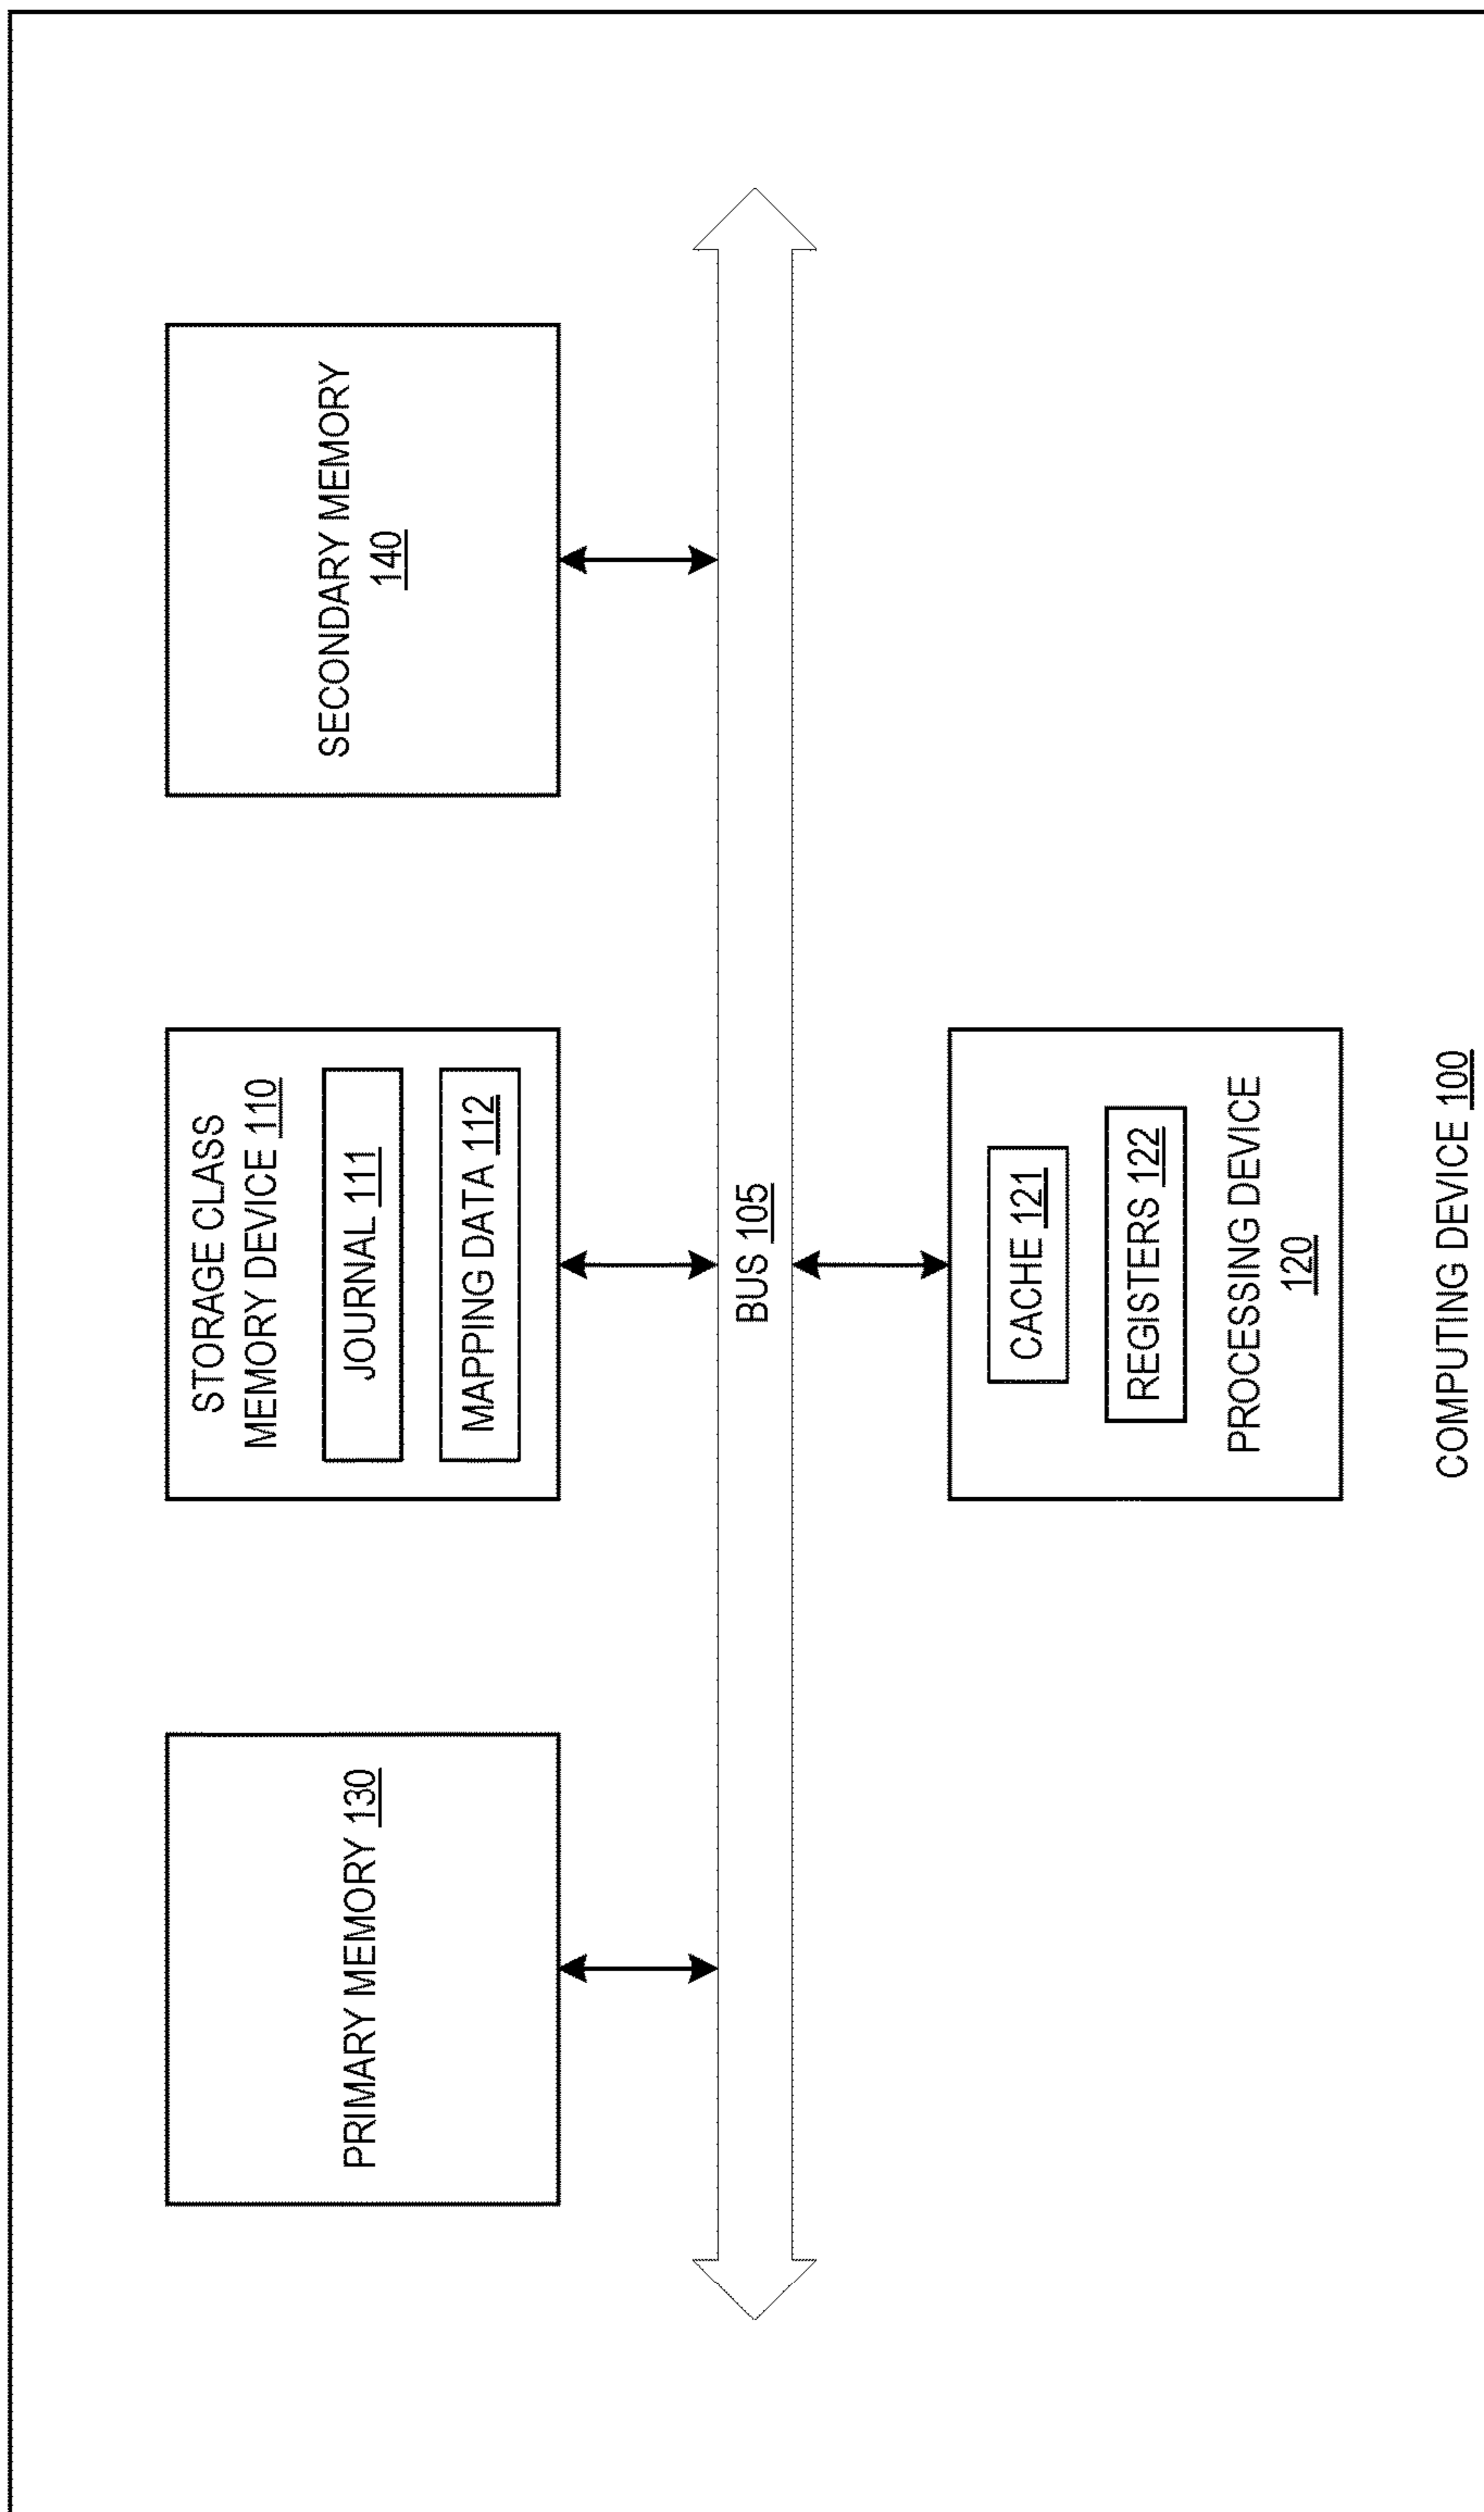 PRIMARY MEMORY 130
STORAGE CLASS
MEMORY DEVICE 110
JOURNAL 111
MAPPING DATA 112
SECONDARY MEMORY
140
BUS 105
CACHE 121
REGISTERS 122
PROCESSING DEVICE
120
COMPUTING DEVICE 100